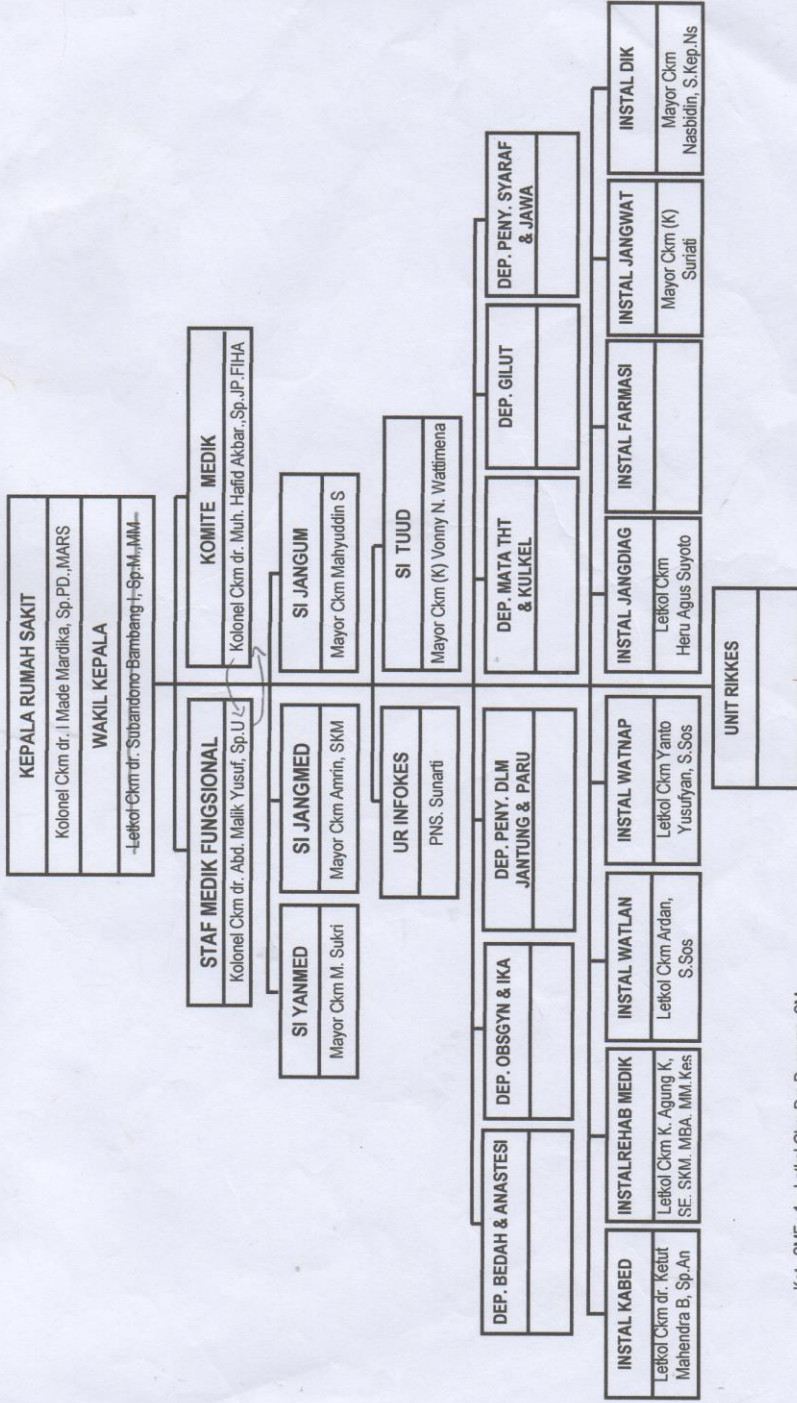 KEPALA RUMAH SAKIT
Kolonel Ckm dr. I Made Mardika, Sp.PD.,MARS
WAKIL KEPALA
Letkol Ckm dr. Subandono Bambang I, Sp.M.,MM
STAF MEDIK FUNGSIONAL
Kolonel Ckm dr. Abd. Malik Yusuf, Sp.U
KOMITE MEDIK
Kolonel Ckm dr. Muh. Hafid Akbar.,Sp.JP.FIHA
SI YANMED
Mayor Ckm M. Sukri
SI JANGMED
Mayor Ckm Amrin, SKM
SI JANGUM
Mayor Ckm Mahyuddin S
UR INFOKES
PNS. Sunarti
SI TUUD
Mayor Ckm (K) Vonny N. Wattimena
DEP. BEDAH & ANASTESI
DEP. OBSGYN & IKA
DEP. PENY. DLM
JANTUNG & PARU
DEP. MATA THT
& KULKEL
DEP. GILUT
DEP. PENY. SYARAF
& JAWA
INSTAL KABED
Letkol Ckm dr. Ketut
Mahendra B, Sp.An
INSTALREHAB MEDIK
Letkol Ckm K. Agung K,
SE. SKM. MBA. MM.Kes
INSTAL WATLAN
Letkol Ckm Ardan,
S.Sos
INSTAL WATNAP
Letkol Ckm Yanto
Yusufyan, S.Sos
INSTAL JANGDIAG
Letkol Ckm
Heru Agus Suyoto
INSTAL FARMASI
INSTAL JANGWAT
Mayor Ckm (K)
Suriati
INSTAL DIK
Mayor Ckm
Nasbidin, S.Kep.Ns
UNIT RIKKES